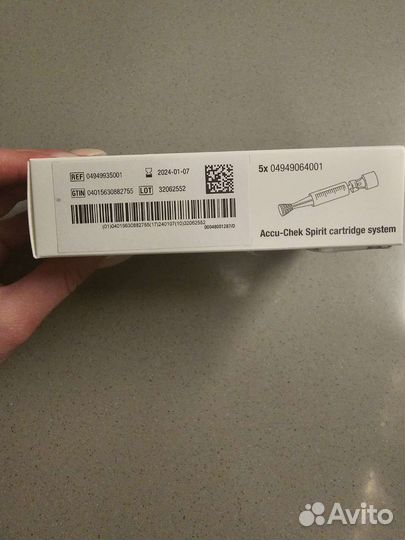 REF 04949935001 2024-01-07
GTIN 04015630882755 LOT 32062552
(01)04015630882755(17)240107(10)32062552
00048001287/D
5x 04949064001
Accu-Chek Spirit cartridge system
Avito